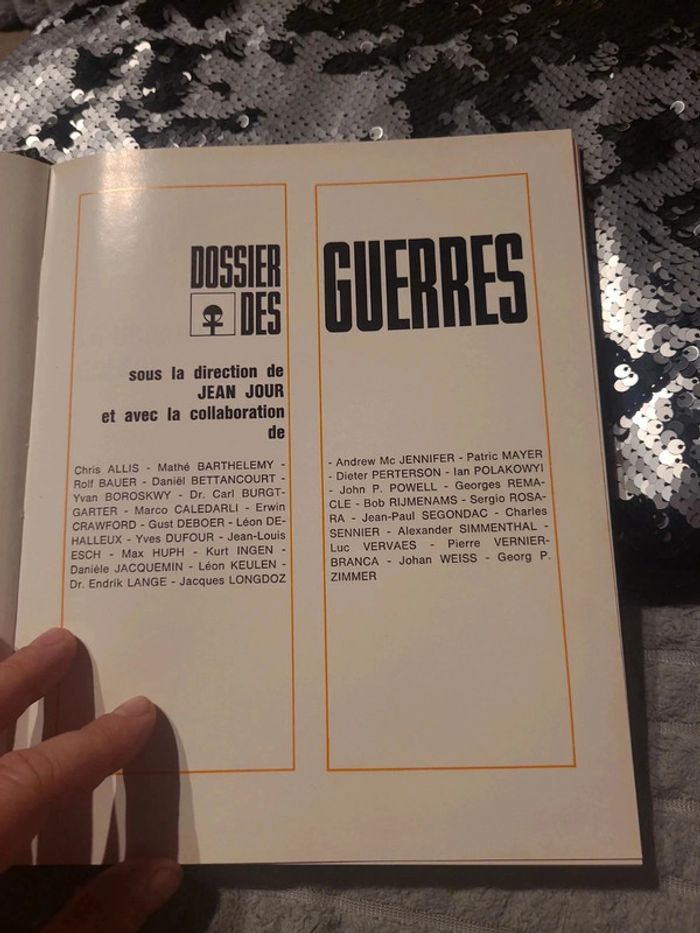 DOSSIER
DES
GUERRES
sous la direction de
JEAN JOUR
et avec la collaboration
de
Chris ALLIS - Mathé BARTHELEMY -
Rolf BAUER - Daniël BETTANCOURT -
Yvan BOROSKWY - Dr. Carl BURGT-
GARTER - Marco CALEDARLI - Erwin
CRAWFORD - Gust DEBOER - Léon DE-
HALLEUX - Yves DUFOUR - Jean-Louis
ESCH - Max HUPH - Kurt INGEN -
Danièle JACQUEMIN - Léon KEULEN -
Dr. Endrik LANGE - Jacques LONGDOZ
- Andrew Mc JENNIFER - Patric MAYER
- Dieter PERTERSON - Ian POLAKOWYI
- John P. POWELL - Georges REMA-
CLE - Bob RIJMENAMS - Sergio ROSA-
RA - Jean-Paul SEGONDAC - Charles
SENNIER - Alexander SIMMENTHAL -
Luc VERVAES - Pierre VERNIER-
BRANCA - Johan WEISS - Georg P.
ZIMMER